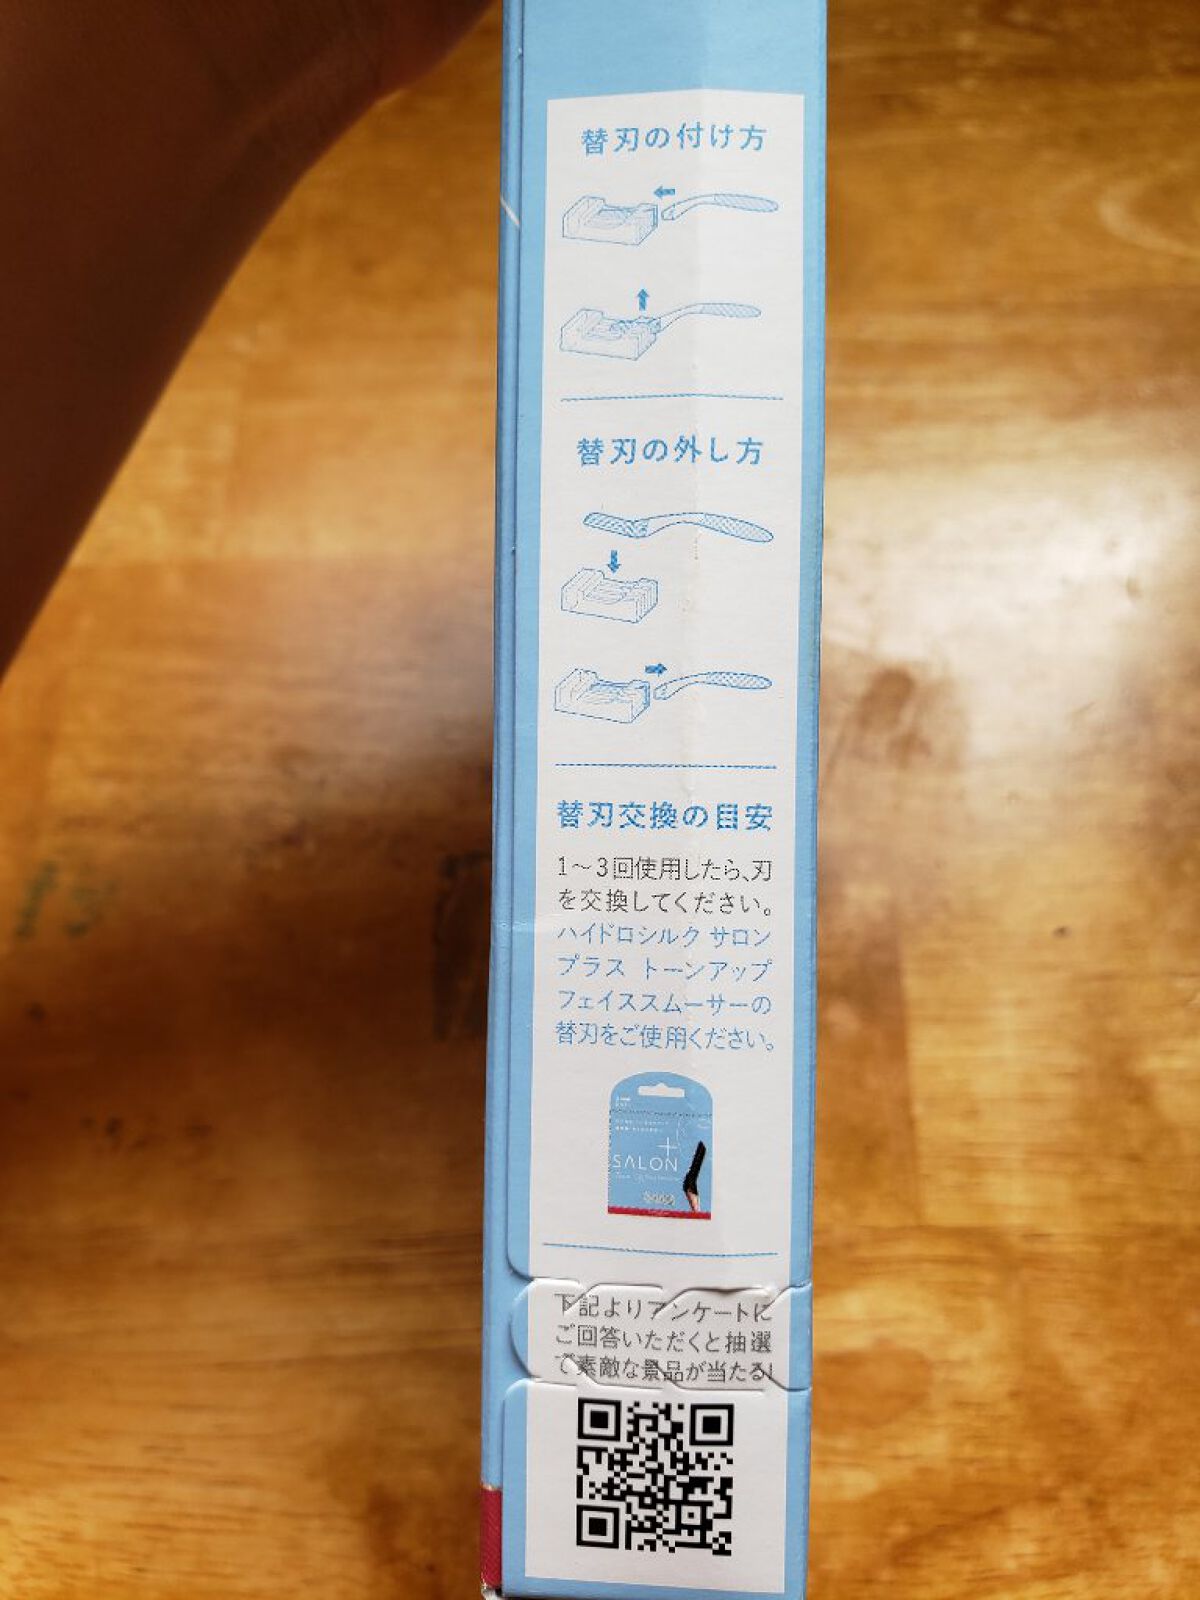 替刃の付け方
替刃の外し方
替刃交換の目安
1〜3回使用したら、刃
を交換してください。
ハイドロシルク サロン
プラス トーンアップ
フェイススムーサーの
替刃をご使用ください。
SALON
下記よりアンケートに
ご回答いただくと抽選
で素敵な景品が当たる!